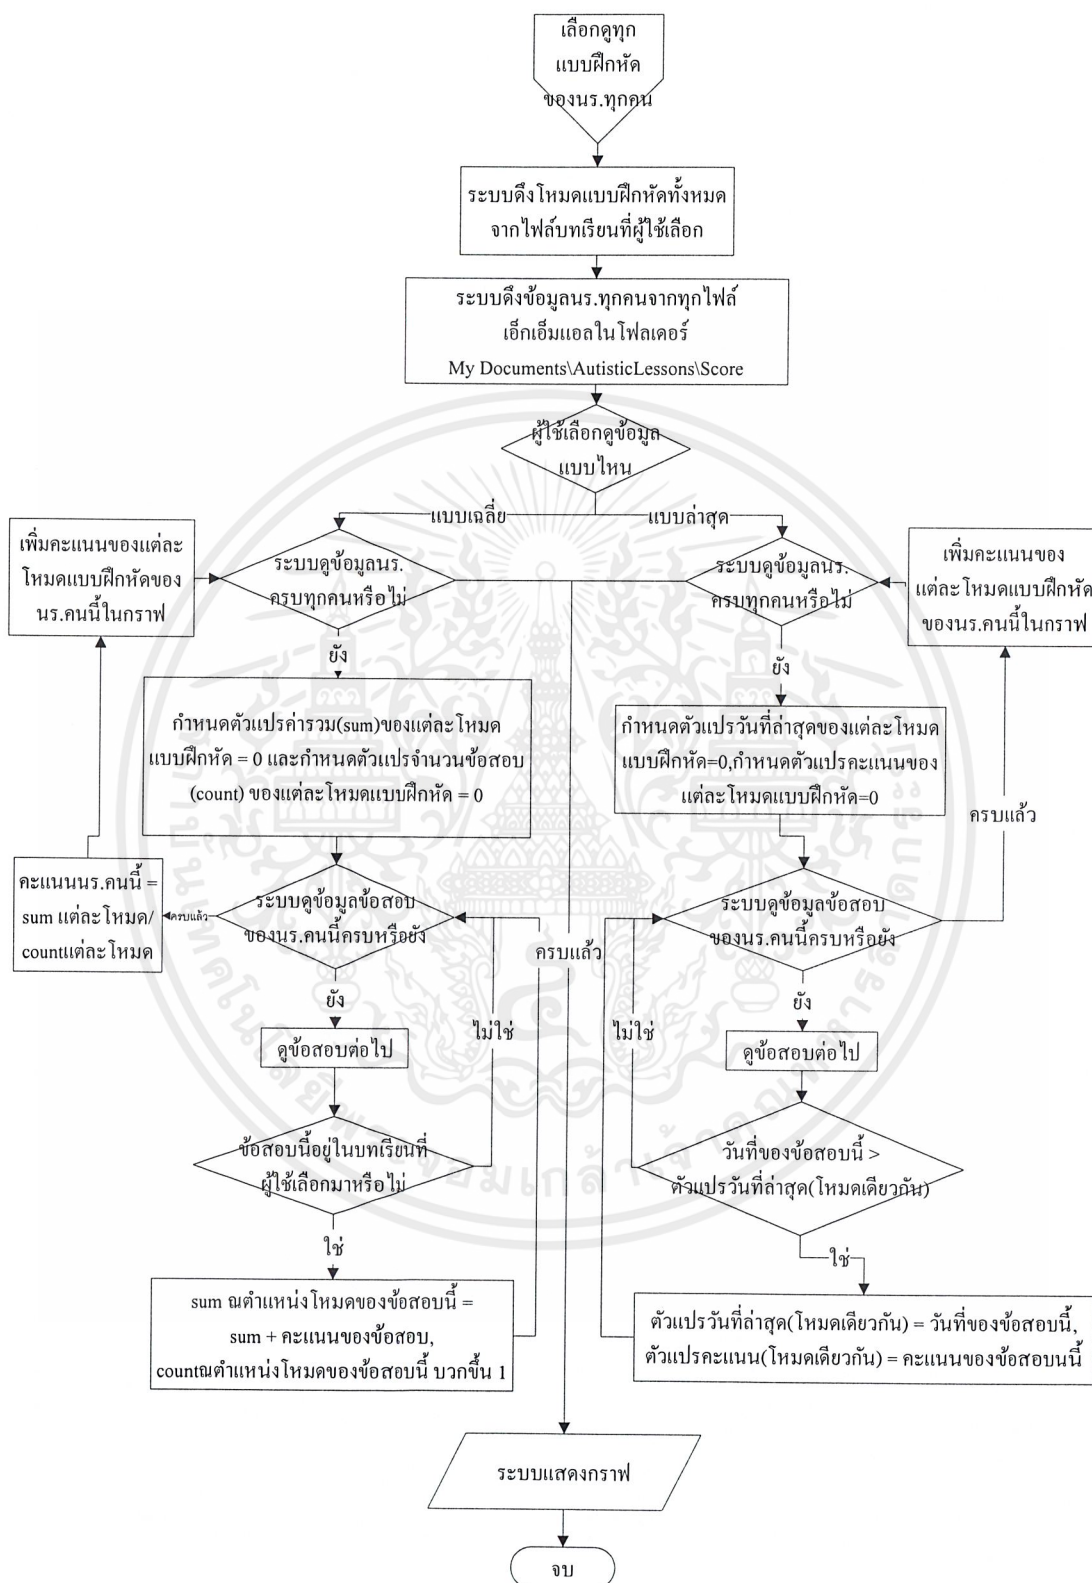 เลือกดูทุก
แบบฝึกหัด
ของนร.ทุกคน
ระบบดึงโหมดแบบฝึกหัดทั้งหมด
จากไฟล์บทเรียนที่ผู้ใช้เลือก
ระบบดึงข้อมูลนร.ทุกคนจากทุกไฟล์
เอ็กเอ็มแอลในโฟลเดอร์
My Documents\AutisticLessons\Score
ผู้ใช้เลือกดูข้อมูล
แบบไหน
แบบเฉลี่ย
แบบล่าสุด
เพิ่มคะแนนของแต่ละ
โหมดแบบฝึกหัดของ
นร.คนนี้ในกราฟ
ระบบดูข้อมูลนร.
ครบทุกคนหรือไม่
ระบบดูข้อมูลนร.
ครบทุกคนหรือไม่
เพิ่มคะแนนของ
แต่ละโหมดแบบฝึกหัด
ของนร.คนนี้ในกราฟ
ยัง
ยัง
กำหนดตัวแปรค่ารวม(sum)ของแต่ละโหมด
แบบฝึกหัด = 0 และกำหนดตัวแปรจำนวนข้อสอบ
(count) ของแต่ละโหมดแบบฝึกหัด = 0
กำหนดตัวแปรวันที่ล่าสุดของแต่ละโหมด
แบบฝึกหัด=0,กำหนดตัวแปรคะแนนของ
แต่ละโหมดแบบฝึกหัด=0
ครบแล้ว
คะแนนนร.คนนี้ =
sum แต่ละโหมด/
countแต่ละโหมด
ครบแล้ว
ระบบดูข้อมูลข้อสอบ
ของนร.คนนี้ครบหรือยัง
ครบแล้ว
ระบบดูข้อมูลข้อสอบ
ของนร.คนนี้ครบหรือยัง
ยัง
ไม่ใช่
ไม่ใช่
ยัง
ดูข้อสอบต่อไป
ดูข้อสอบต่อไป
ข้อสอบนี้อยู่ในบทเรียนที่
ผู้ใช้เลือกมาหรือไม่
วันที่ของข้อสอบนี้ >
ตัวแปรวันที่ล่าสุด(โหมดเดียวกัน)
ใช่
ใช่
sum ณตำแหน่งโหมดของข้อสอบนี้ =
sum + คะแนนของข้อสอบ,
countณตำแหน่งโหมดของข้อสอบนี้ บวกขึ้น 1
ตัวแปรวันที่ล่าสุด(โหมดเดียวกัน) = วันที่ของข้อสอบนี้,
ตัวแปรคะแนน(โหมดเดียวกัน) = คะแนนของข้อสอบนนี้
ระบบแสดงกราฟ
จบ